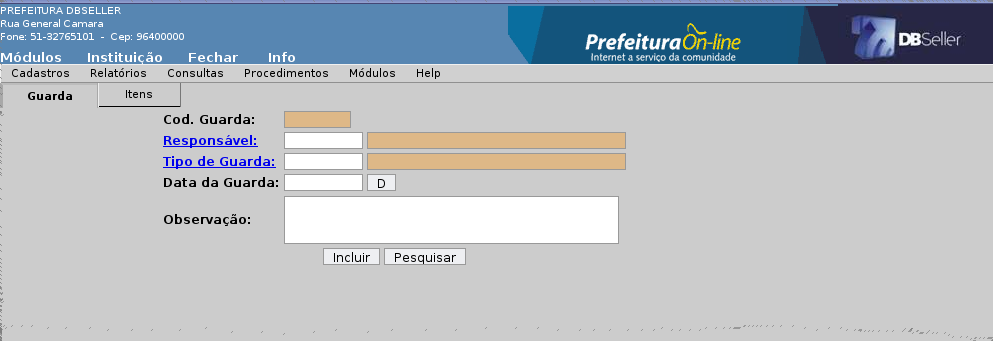 PREFEITURA DBSELLER
Rua General Camara
Fone: 51-32765101 - Cep: 96400000
Prefeitura On-line
Internet a serviço da comunidade
DBSeller
Módulos Instituição Fechar Info
Cadastros Relatórios Consultas Procedimentos Módulos Help
Guarda Itens
Cod. Guarda:
Responsável:
Tipo de Guarda:
Data da Guarda: D
Observação:
Incluir Pesquisar